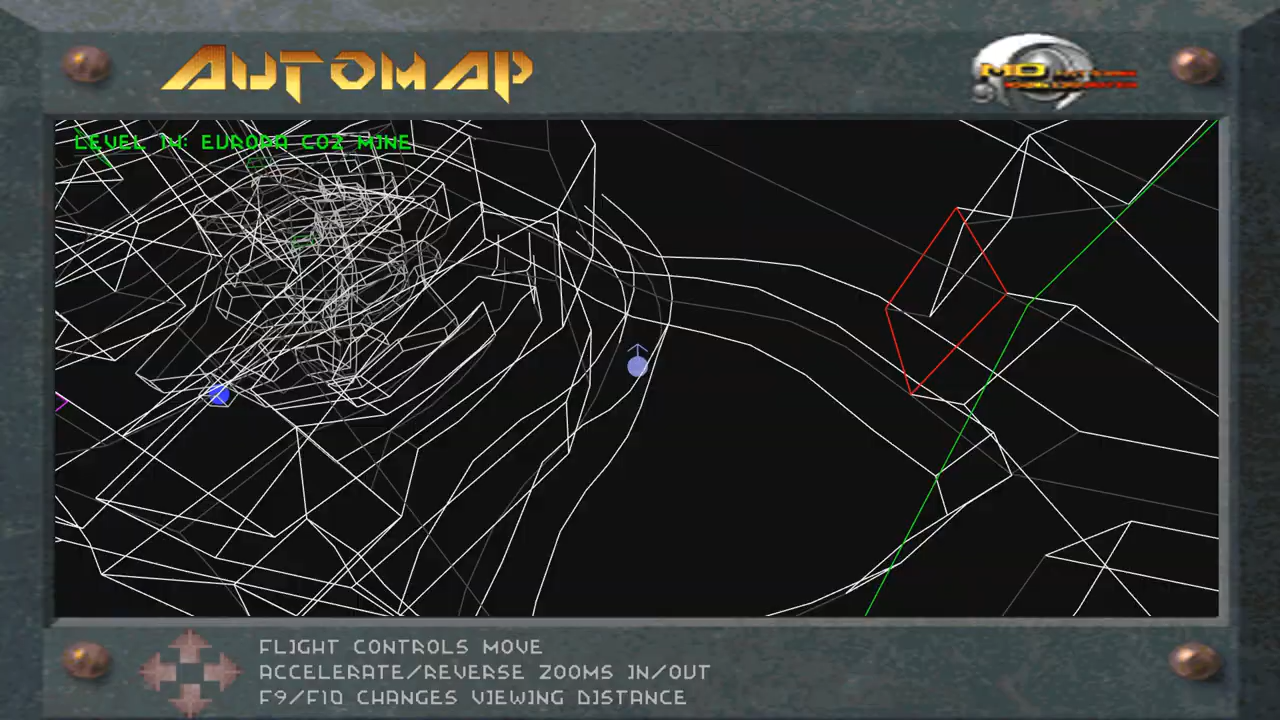 AUTOMAP
MD
LEVEL 14: EUROPA CO2 MINE
FLIGHT CONTROLS MOVE
ACCELERATE/REVERSE ZOOMS IN/OUT
F9/F10 CHANGES VIEWING DISTANCE